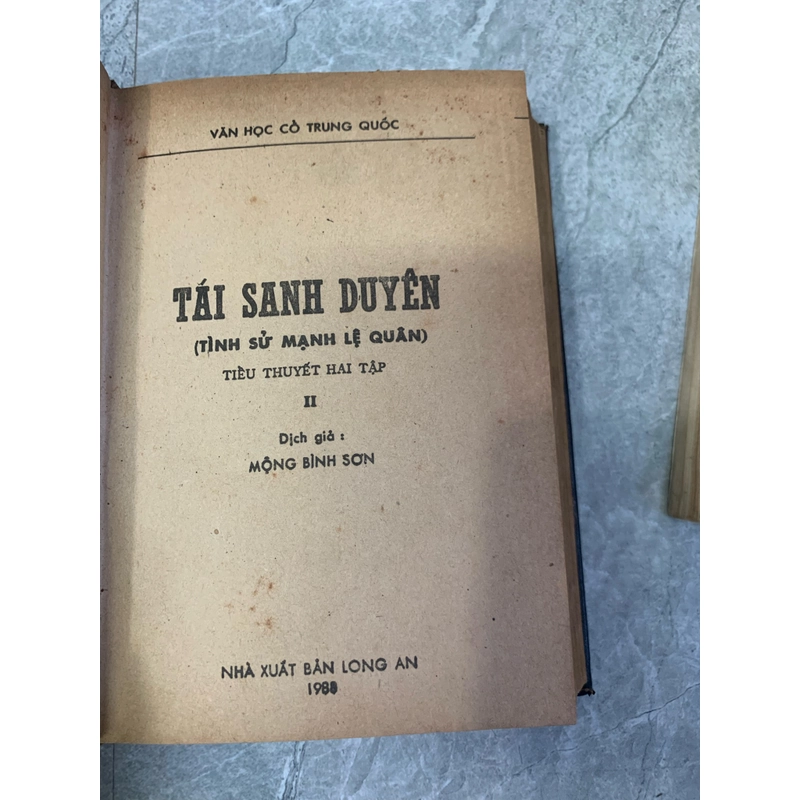 VĂN HỌC CỔ TRUNG QUỐC
TÁI SANH DUYÊN
(TÌNH SỬ MẠNH LỆ QUÂN)
TIỂU THUYẾT HAI TẬP
II
Dịch giả :
MỘNG BÌNH SƠN
NHÀ XUẤT BẢN LONG AN
1988